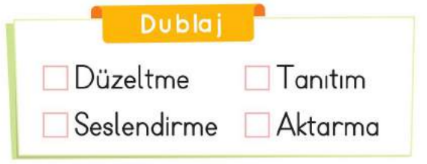 Dublaj
Düzeltme Tanıtım
Seslendirme Aktarma